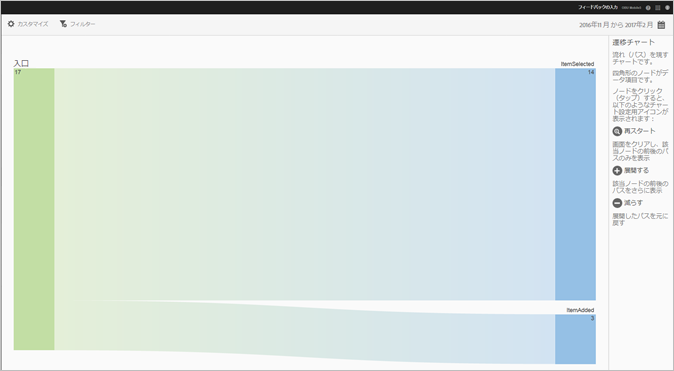 フィードバックの入力
カスタマイズ
フィルター
2016年11月 から 2017年2月
入口
17
ItemSelected
14
ItemAdded
3
遷移チャート
流れ（パス）を現す
チャートです。
四角形のノードがデ
ータ項目です。
ノードをクリック
（タップ）すると、
以下のようなチャー
ト設定用アイコンが
表示されます：
再スタート
画面をクリアし、該
当ノードの前後のパ
スのみを表示
展開する
該当ノードの前後の
パスをさらに表示
減らす
展開したパスを元に
戻す